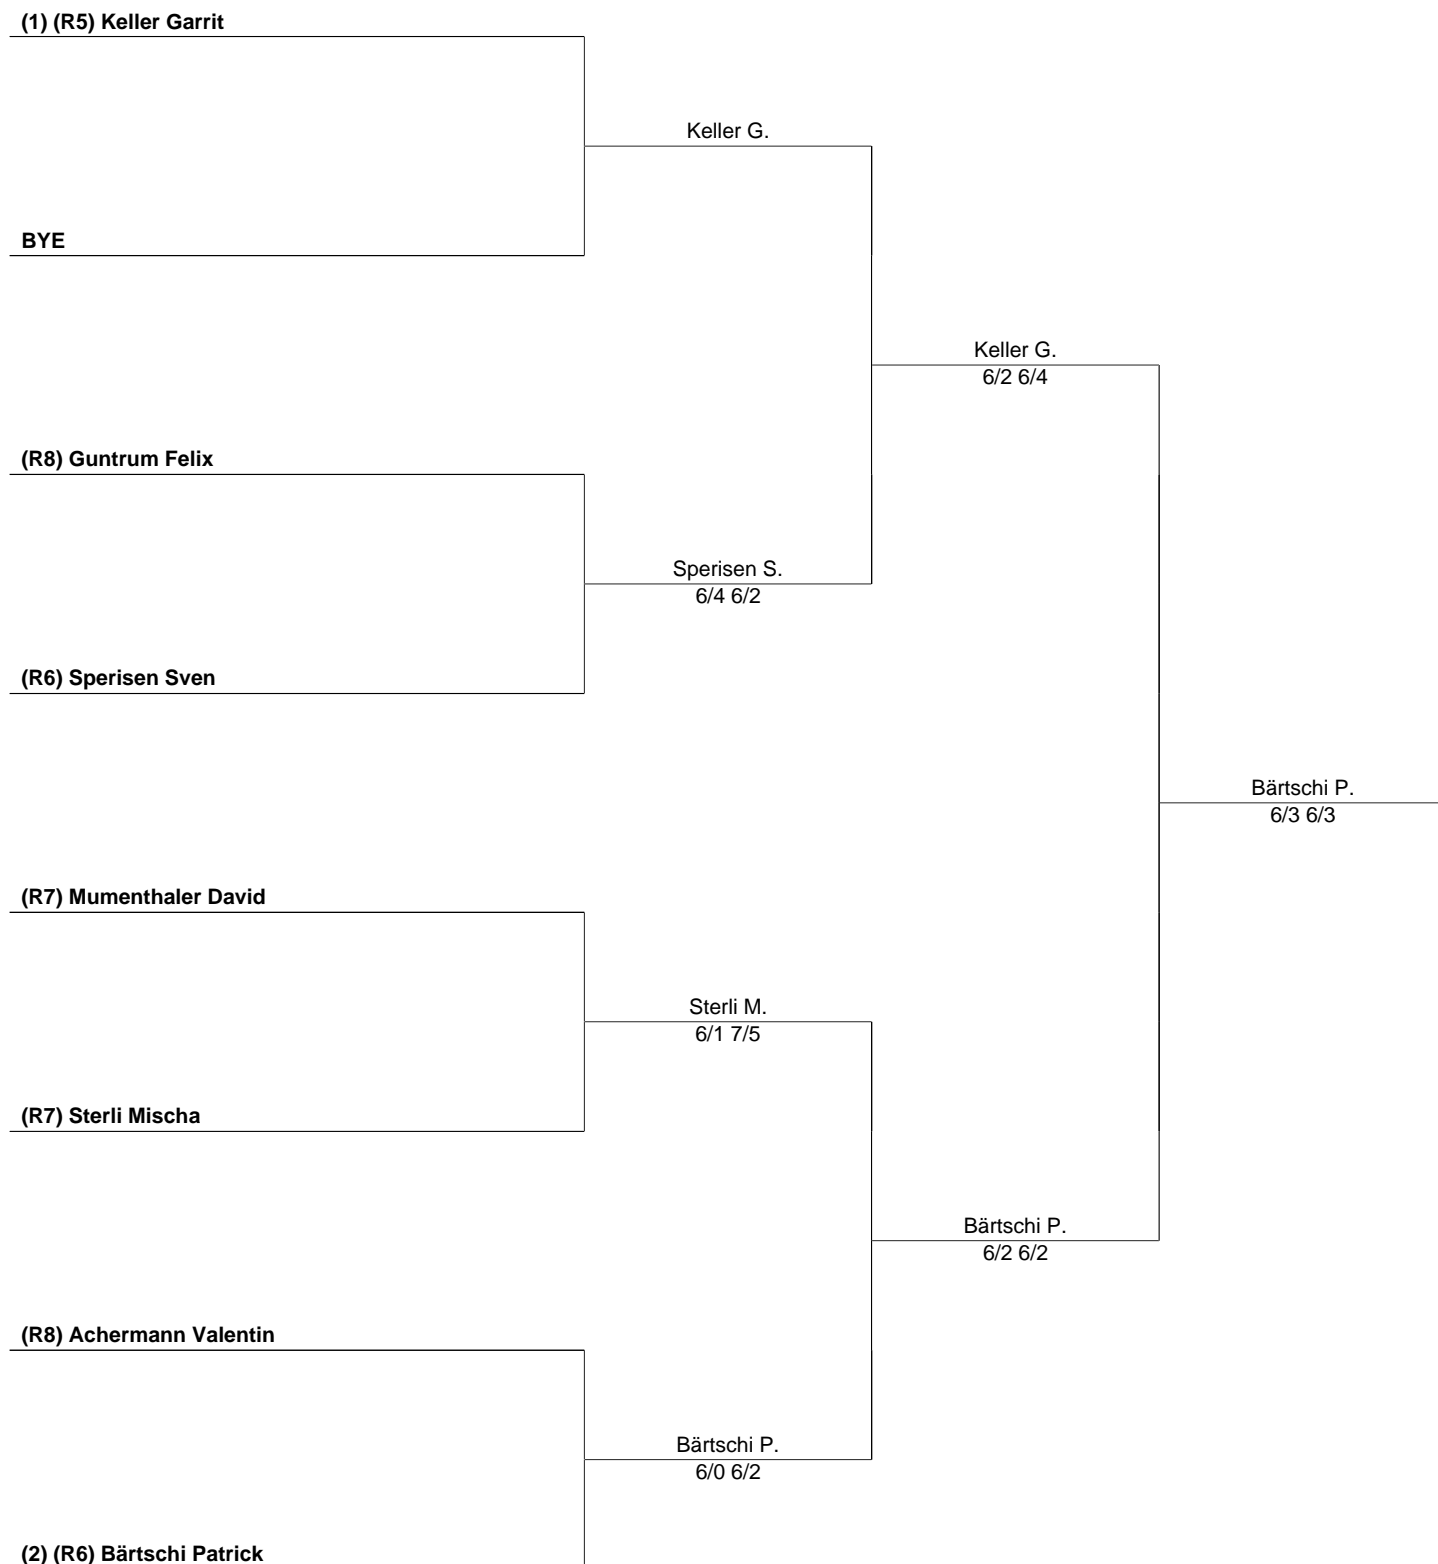 (1) (R5) Keller Garrit
Keller G.
BYE
Keller G.
6/2 6/4
(R8) Guntrum Felix
Sperisen S.
6/4 6/2
(R6) Sperisen Sven
Bärtschi P.
6/3 6/3
(R7) Mumenthaler David
Sterli M.
6/1 7/5
(R7) Sterli Mischa
Bärtschi P.
6/2 6/2
(R8) Achermann Valentin
Bärtschi P.
6/0 6/2
(2) (R6) Bärtschi Patrick